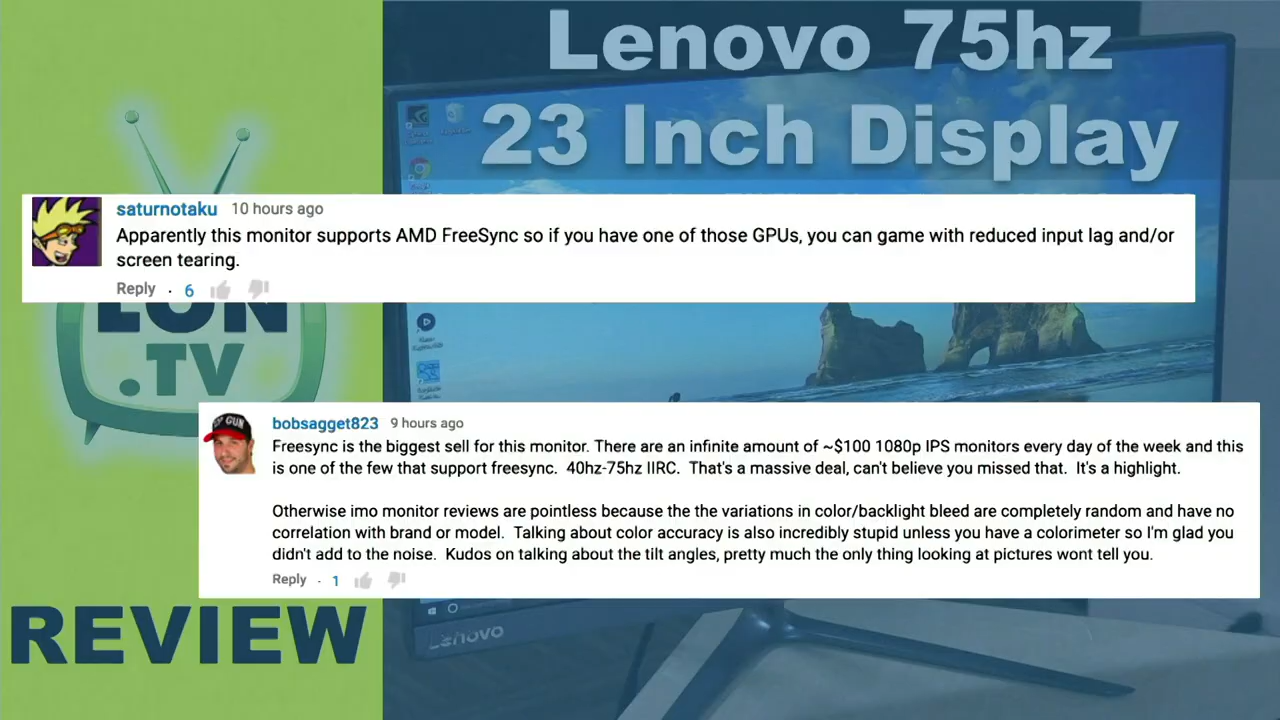 Lenovo 75hz
23 Inch Display
saturnotaku 10 hours ago
Apparently this monitor supports AMD FreeSync so if you have one of those GPUs, you can game with reduced input lag and/or
screen tearing.
Reply · 6
LON
.TV
bobsagget823 9 hours ago
Freesync is the biggest sell for this monitor. There are an infinite amount of ~$100 1080p IPS monitors every day of the week and this
is one of the few that support freesync. 40hz-75hz IIRC. That's a massive deal, can't believe you missed that. It's a highlight.
Otherwise imo monitor reviews are pointless because the the variations in color/backlight bleed are completely random and have no
correlation with brand or model. Talking about color accuracy is also incredibly stupid unless you have a colorimeter so I'm glad you
didn't add to the noise. Kudos on talking about the tilt angles, pretty much the only thing looking at pictures wont tell you.
Reply · 1
REVIEW
Lenovo